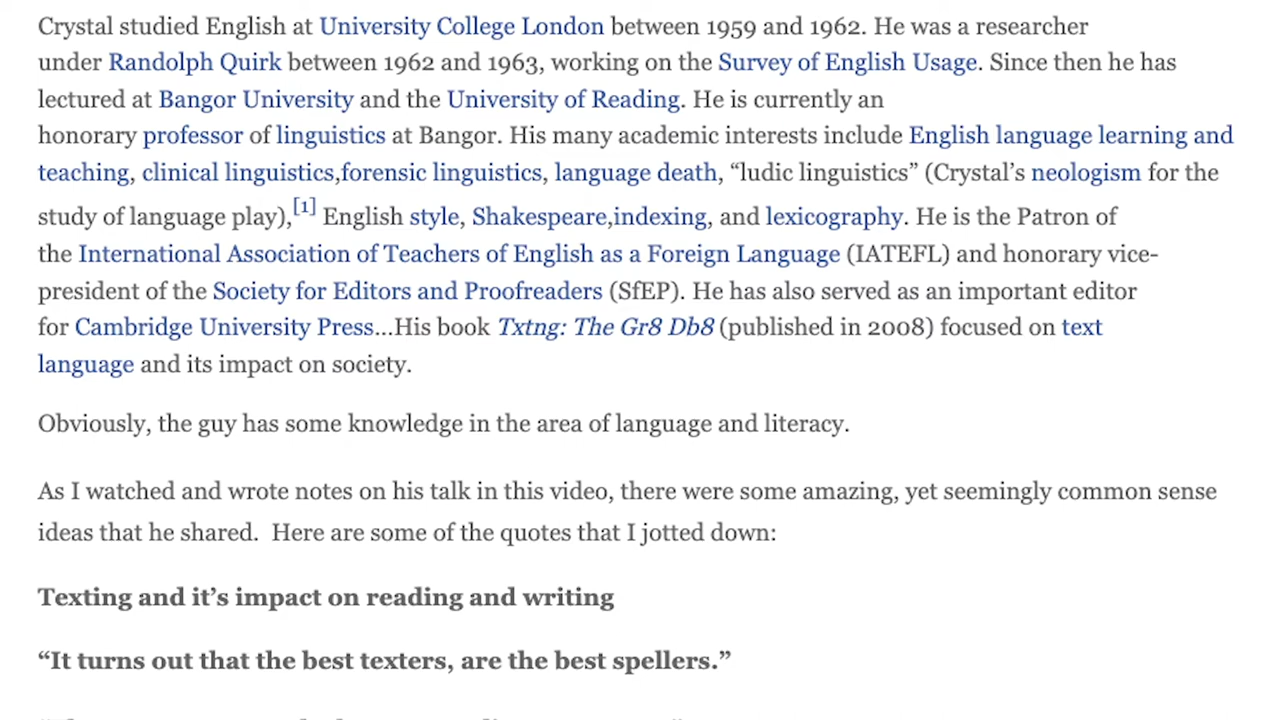 Crystal studied English at University College London between 1959 and 1962. He was a researcher
under Randolph Quirk between 1962 and 1963, working on the Survey of English Usage. Since then he has
lectured at Bangor University and the University of Reading. He is currently an
honorary professor of linguistics at Bangor. His many academic interests include English language learning and
teaching, clinical linguistics,forensic linguistics, language death, “ludic linguistics” (Crystal’s neologism for the
study of language play),[1] English style, Shakespeare,indexing, and lexicography. He is the Patron of
the International Association of Teachers of English as a Foreign Language (IATEFL) and honorary vice-
president of the Society for Editors and Proofreaders (SfEP). He has also served as an important editor
for Cambridge University Press...His book Txtng: The Gr8 Db8 (published in 2008) focused on text
language and its impact on society.
Obviously, the guy has some knowledge in the area of language and literacy.
As I watched and wrote notes on his talk in this video, there were some amazing, yet seemingly common sense
ideas that he shared.  Here are some of the quotes that I jotted down:
Texting and it’s impact on reading and writing
“It turns out that the best texters, are the best spellers.”